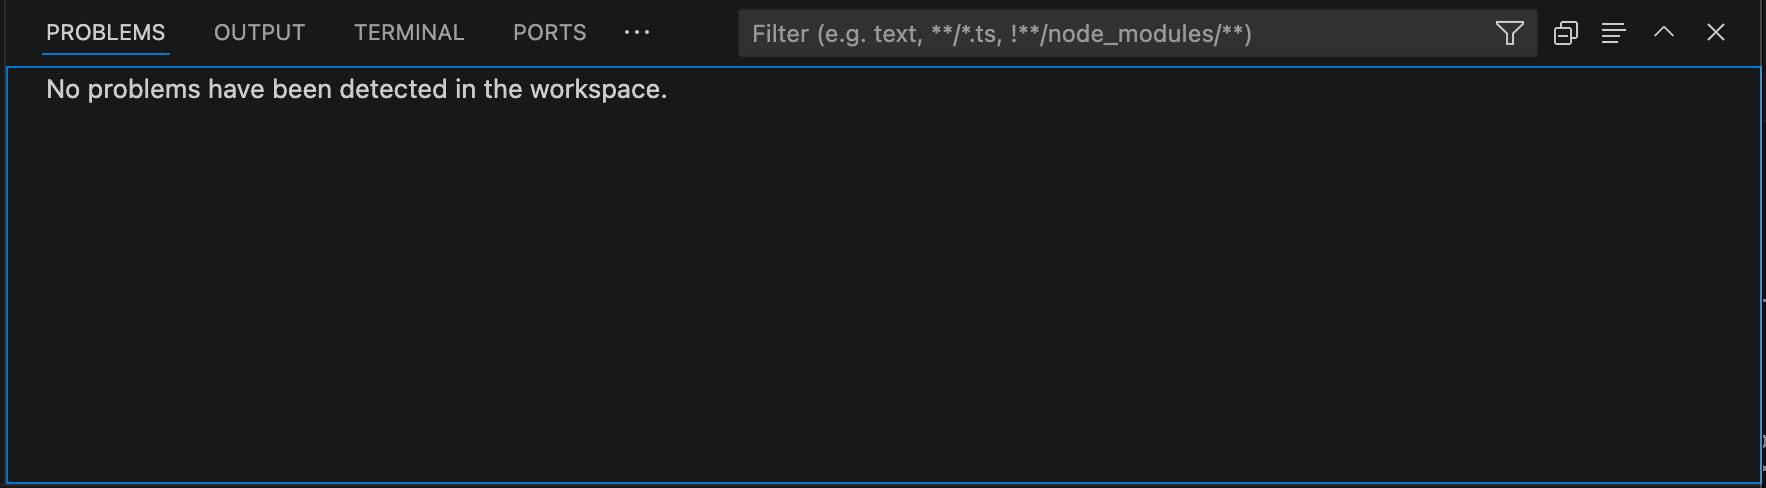 PROBLEMS OUTPUT TERMINAL PORTS ··· Filter (e.g. text, **/*.ts, !**/node_modules/**)
No problems have been detected in the workspace.